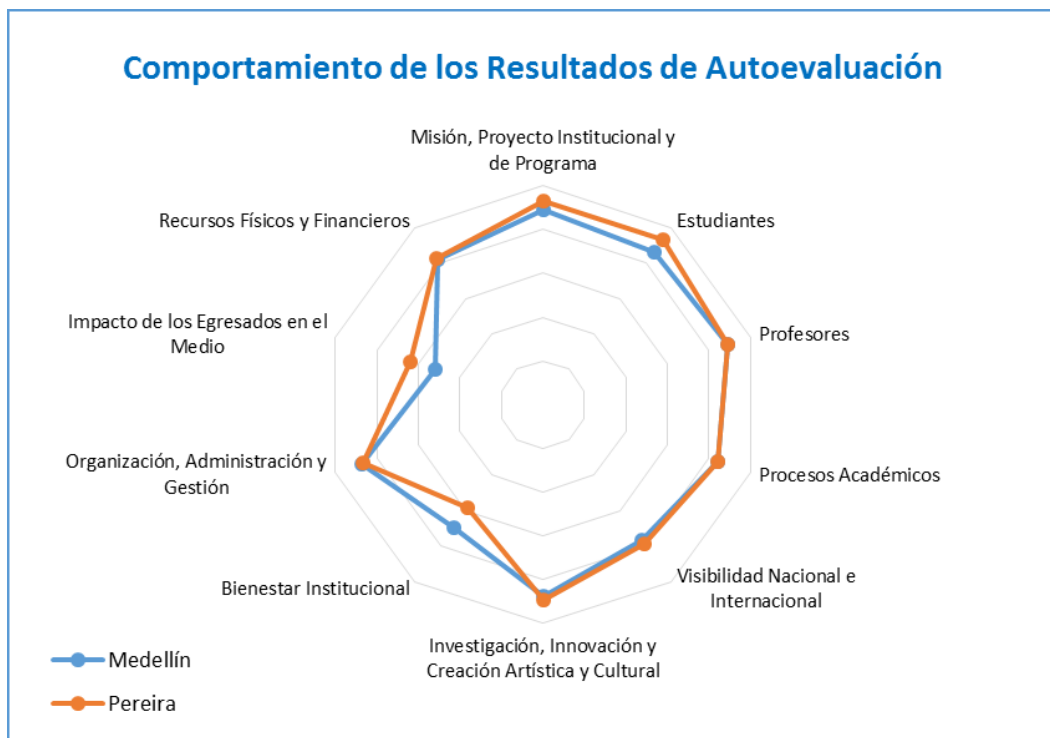 Comportamiento de los Resultados de Autoevaluación
Misión, Proyecto Institucional y
de Programa
Estudiantes
Profesores
Procesos Académicos
Visibilidad Nacional e
Internacional
Investigación, Innovación y
Creación Artística y Cultural
Bienestar Institucional
Organización, Administración y
Gestión
Impacto de los Egresados en el
Medio
Recursos Físicos y Financieros
Medellín
Pereira